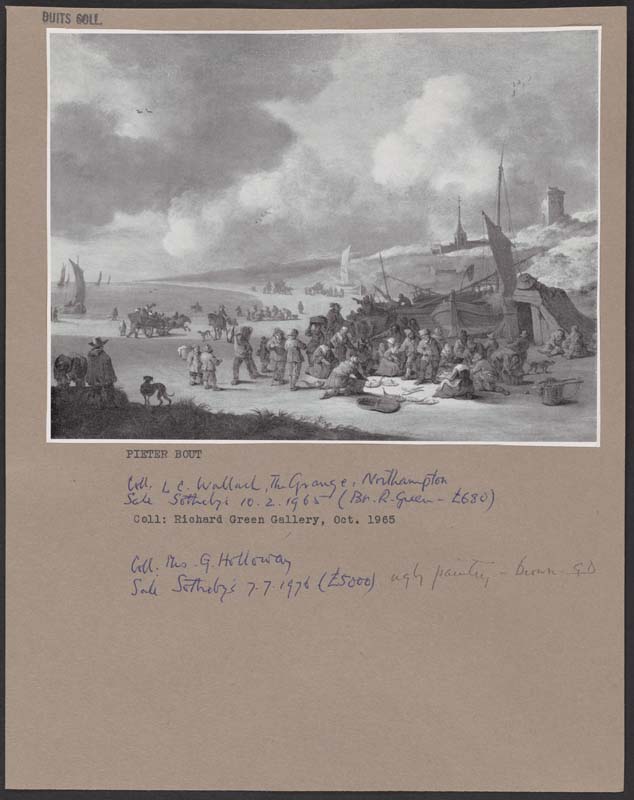 DUITS COLL.
PIETER BOUT
Coll. L C. Wallach, The Grange, Northampton
Sale Sotheby's 10.2.1965 (Bt. R. Green - £680)
Coll: Richard Green Gallery, Oct. 1965
Coll. Mrs. G. Holloway
Sale Sotheby's 7.7.1976 (£5000) ugly painting - brown GD